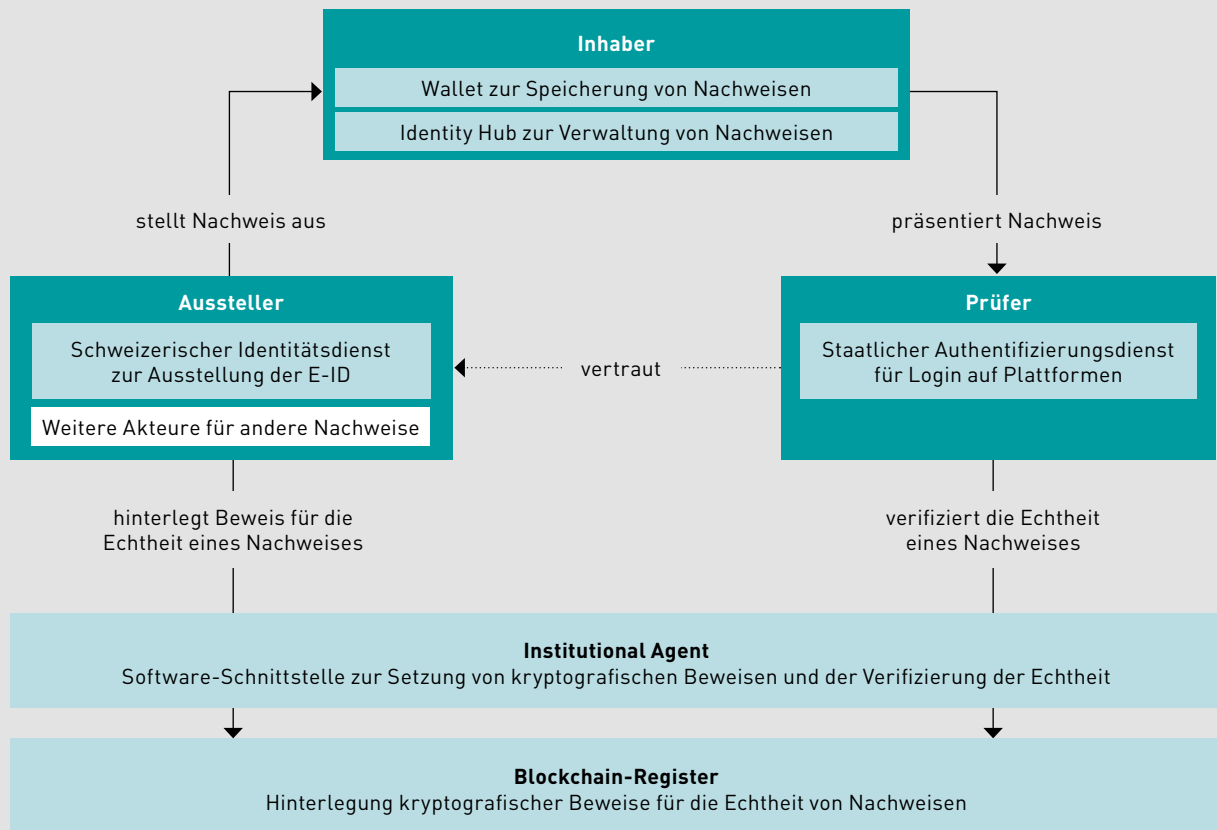 Inhaber
Wallet zur Speicherung von Nachweisen
Identity Hub zur Verwaltung von Nachweisen
stellt Nachweis aus
präsentiert Nachweis
Aussteller
Schweizerischer Identitätsdienst
zur Ausstellung der E-ID
Weitere Akteure für andere Nachweise
vertraut
Prüfer
Staatlicher Authentifizierungsdienst
für Login auf Plattformen
hinterlegt Beweis für die
Echtheit eines Nachweises
verifiziert die Echtheit
eines Nachweises
Institutional Agent
Software-Schnittstelle zur Setzung von kryptografischen Beweisen und der Verifizierung der Echtheit
Blockchain-Register
Hinterlegung kryptografischer Beweise für die Echtheit von Nachweisen